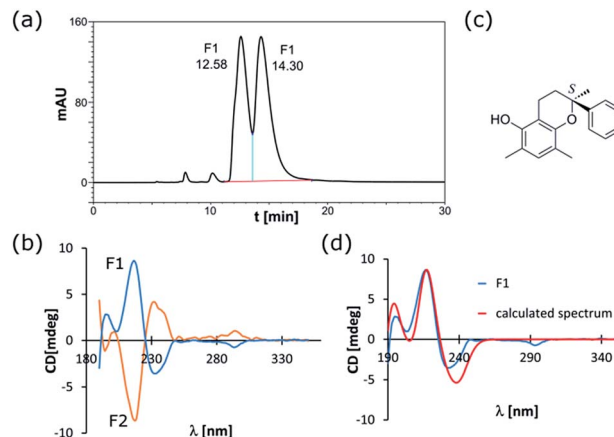 (a)
160
80
0
mAU
F1
12.58
F1
14.30
0
10
20
30
t [min]
(c)
S
HO
O
(b)
10
5
0
-5
-10
CD[mdeg]
180
230
280
330
F1
F2
λ [nm]
(d)
10
5
0
-5
-10
CD [mdeg]
190
240
290
340
F1
calculated spectrum
λ [nm]